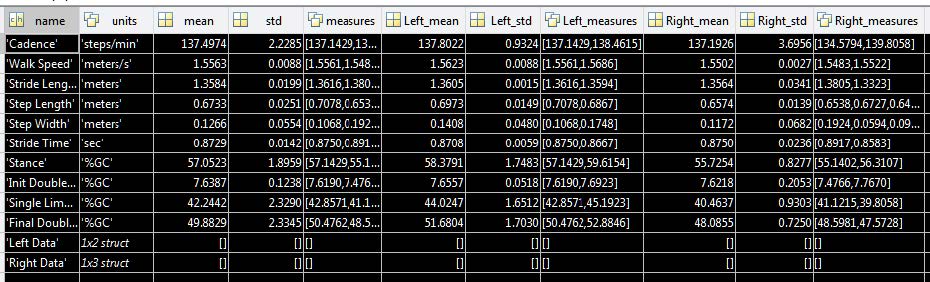 name units mean std measures Left_mean Left_std Left_measures Right_mean Right_std Right_measures
'Cadence' 'steps/min' 137.4974 2.2285 [137.1429,13... 137.8022 0.9324 [137.1429,138.4615] 137.1926 3.6956 [134.5794,139.8058]
'Walk Speed' 'meters/s' 1.5563 0.0088 [1.5561,1.548... 1.5623 0.0088 [1.5561,1.5686] 1.5502 0.0027 [1.5483,1.5522]
'Stride Leng... 'meters' 1.3584 0.0199 [1.3616,1.380... 1.3605 0.0015 [1.3616,1.3594] 1.3564 0.0341 [1.3805,1.3323]
'Step Length' 'meters' 0.6733 0.0251 [0.7078,0.653... 0.6973 0.0149 [0.7078,0.6867] 0.6574 0.0139 [0.6538,0.6727,0.64...
'Step Width' 'meters' 0.1266 0.0554 [0.1068,0.192... 0.1408 0.0480 [0.1068,0.1748] 0.1172 0.0682 [0.1924,0.0594,0.09...
'Stride Time' 'sec' 0.8729 0.0142 [0.8750,0.891... 0.8708 0.0059 [0.8750,0.8667] 0.8750 0.0236 [0.8917,0.8583]
'Stance' '%GC' 57.0523 1.8959 [57.1429,55.1... 58.3791 1.7483 [57.1429,59.6154] 55.7254 0.8277 [55.1402,56.3107]
'Init Double... '%GC' 7.6387 0.1238 [7.6190,7.476... 7.6557 0.0518 [7.6190,7.6923] 7.6218 0.2053 [7.4766,7.7670]
'Single Lim... '%GC' 42.2442 2.3290 [42.8571,41.1... 44.0247 1.6512 [42.8571,45.1923] 40.4637 0.9303 [41.1215,39.8058]
'Final Doubl... '%GC' 49.8829 2.3345 [50.4762,48.5... 51.6804 1.7030 [50.4762,52.8846] 48.0855 0.7250 [48.5981,47.5728]
'Left Data' 1x2 struct [] [] [] [] [] [] [] [] []
'Right Data' 1x3 struct [] [] [] [] [] [] [] [] []